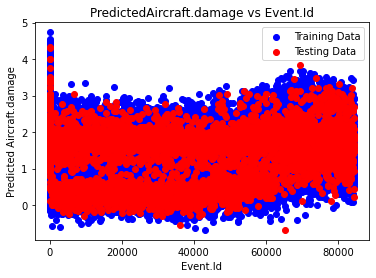 PredictedAircraft.damage vs Event.Id
Training Data
Testing Data
Predicted Aircraft.damage
5
4
3
2
1
0
0 20000 40000 60000 80000
Event.Id